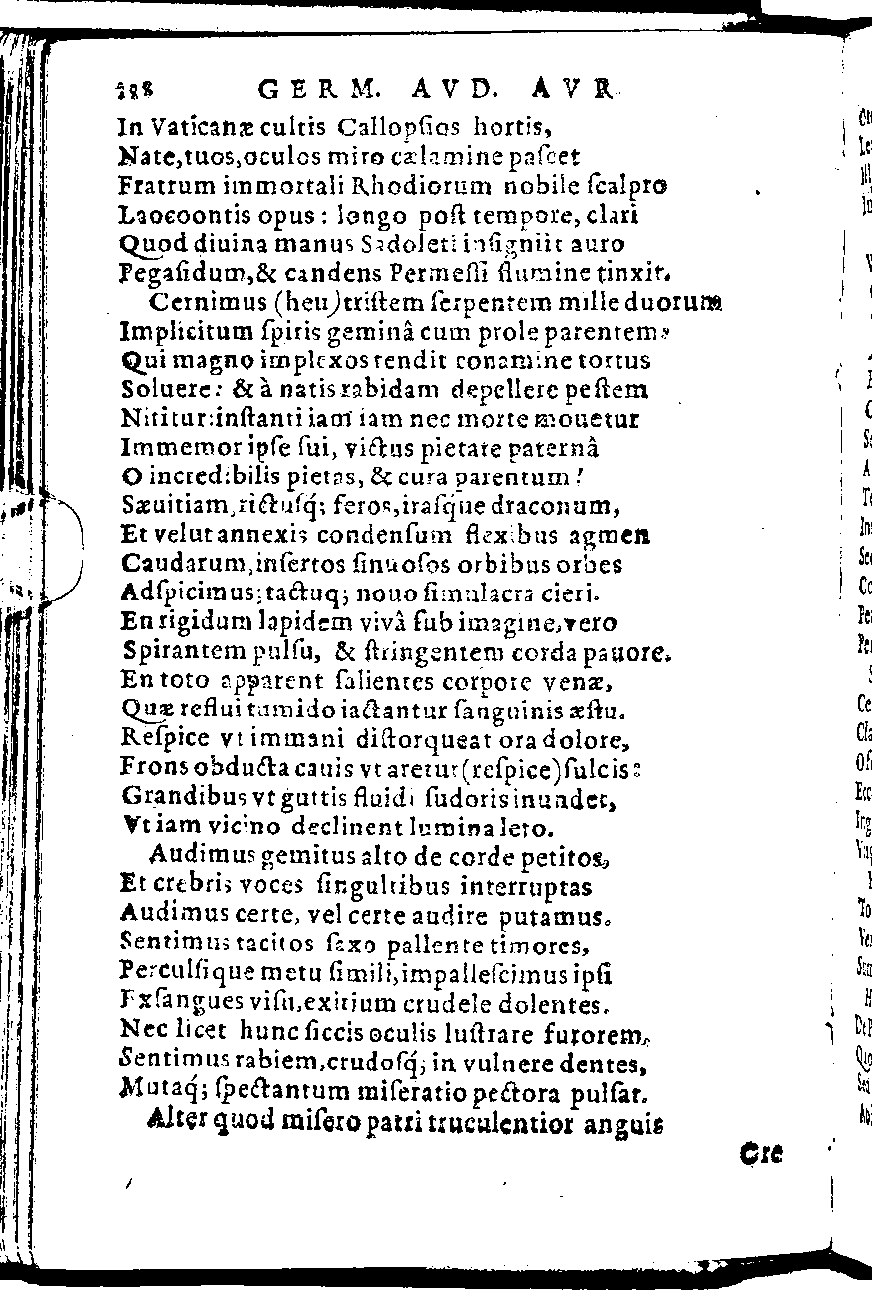 188 GERM. AVD. AVR
In Vaticanæ cultis Callopſios hortis,
Nate,tuos,oculos miro cælamine paſcet
Fratrum immortali Rhodiorum nobile ſcalpro
Laocoontis opus : longo poſt tempore, clari
Quod diuina manus Sadoleti inſigniit auro
Pegaſidum,& candens Permeſſi flumine tinxit.
Cernimus (heu)triſtem ſerpentem mille duorum
Implicitum ſpiris geminâ cum prole parentem:
Qui magno implexos tendit conamine tortus
Soluere: & à natis rabidam depellere peſtem
Nititur:inſtanti iam iam nec morte mouetur
Immemor ipſe ſui, victus pietate paternâ
O incredibilis pietas, & cura parentum!
Sæuitiam,rictuſq́; feros,iraſq́ue draconum,
Et velut annexis condenſum flexibus agmen
Caudarum,inſertos ſinuoſos orbibus orbes
Adſpicimus:tactuq; nouo ſimulacra cieri.
En rigidum lapidem vivâ ſub imagine,vero
Spirantem pulſu, & ſtringentem corda pauore.
En toto apparent ſalientes corpore venæ,
Quæ reflui tumido iactantur ſanguinis æſtu.
Reſpice vt immani diſtorqueat ora dolore,
Frons obducta cauis vt aretur(reſpice)ſulcis:
Grandibus vt guttis fluidi ſudoris inundet,
Vt iam vicino declinent lumina leto.
Audimus gemitus alto de corde petitos,
Et crebris voces ſingultibus interruptas
Audimus certe, vel certe audire putamus.
Sentimus tacitos ſaxo pallente timores,
Perculſique metu ſimili,impalleſcimus ipſi
Exſangues viſu,exitium crudele dolentes.
Nec licet hunc ſiccis oculis luſtrare furorem,
Sentimus rabiem,crudoſq́; in vulnere dentes,
Mutaq́; ſpectantum miſeratio pectora pulſat.
Alter quod miſero patri truculentior anguis
Cre